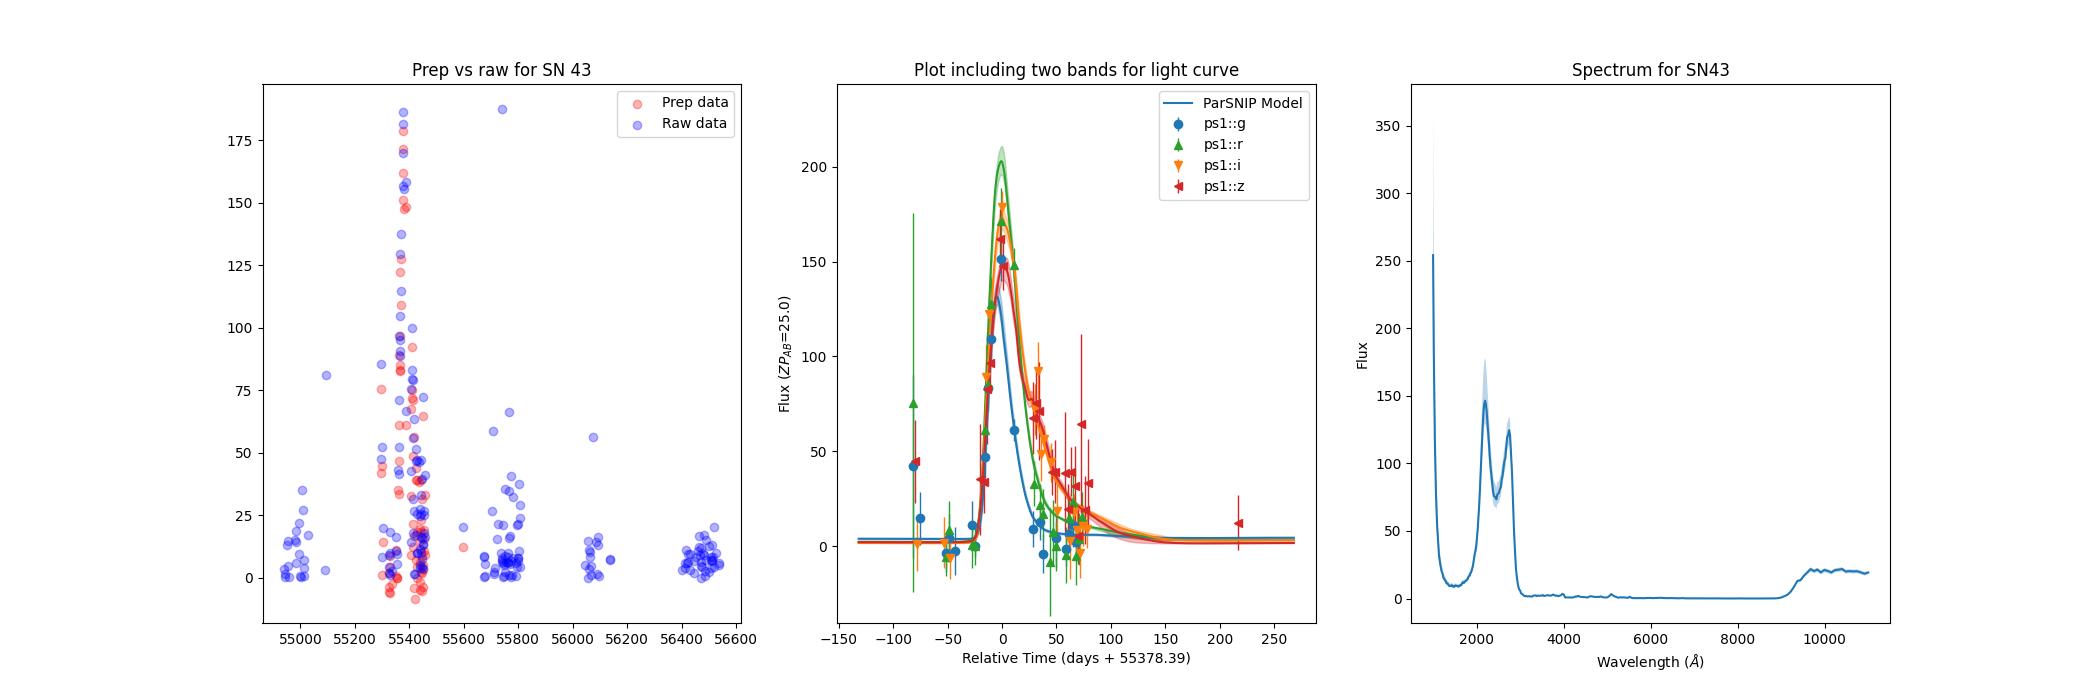 Prep vs raw for SN 43
Prep data
Raw data
175
150
125
100
75
50
25
0
55000 55200 55400 55600 55800 56000 56200 56400 56600
Plot including two bands for light curve
ParSNIP Model
ps1::g
ps1::r
ps1::i
ps1::z
Flux (ZP_AB=25.0)
200
150
100
50
0
−150 −100 −50 0 50 100 150 200 250
Relative Time (days + 55378.39)
Spectrum for SN43
Flux
350
300
250
200
150
100
50
0
2000 4000 6000 8000 10000
Wavelength (Å)